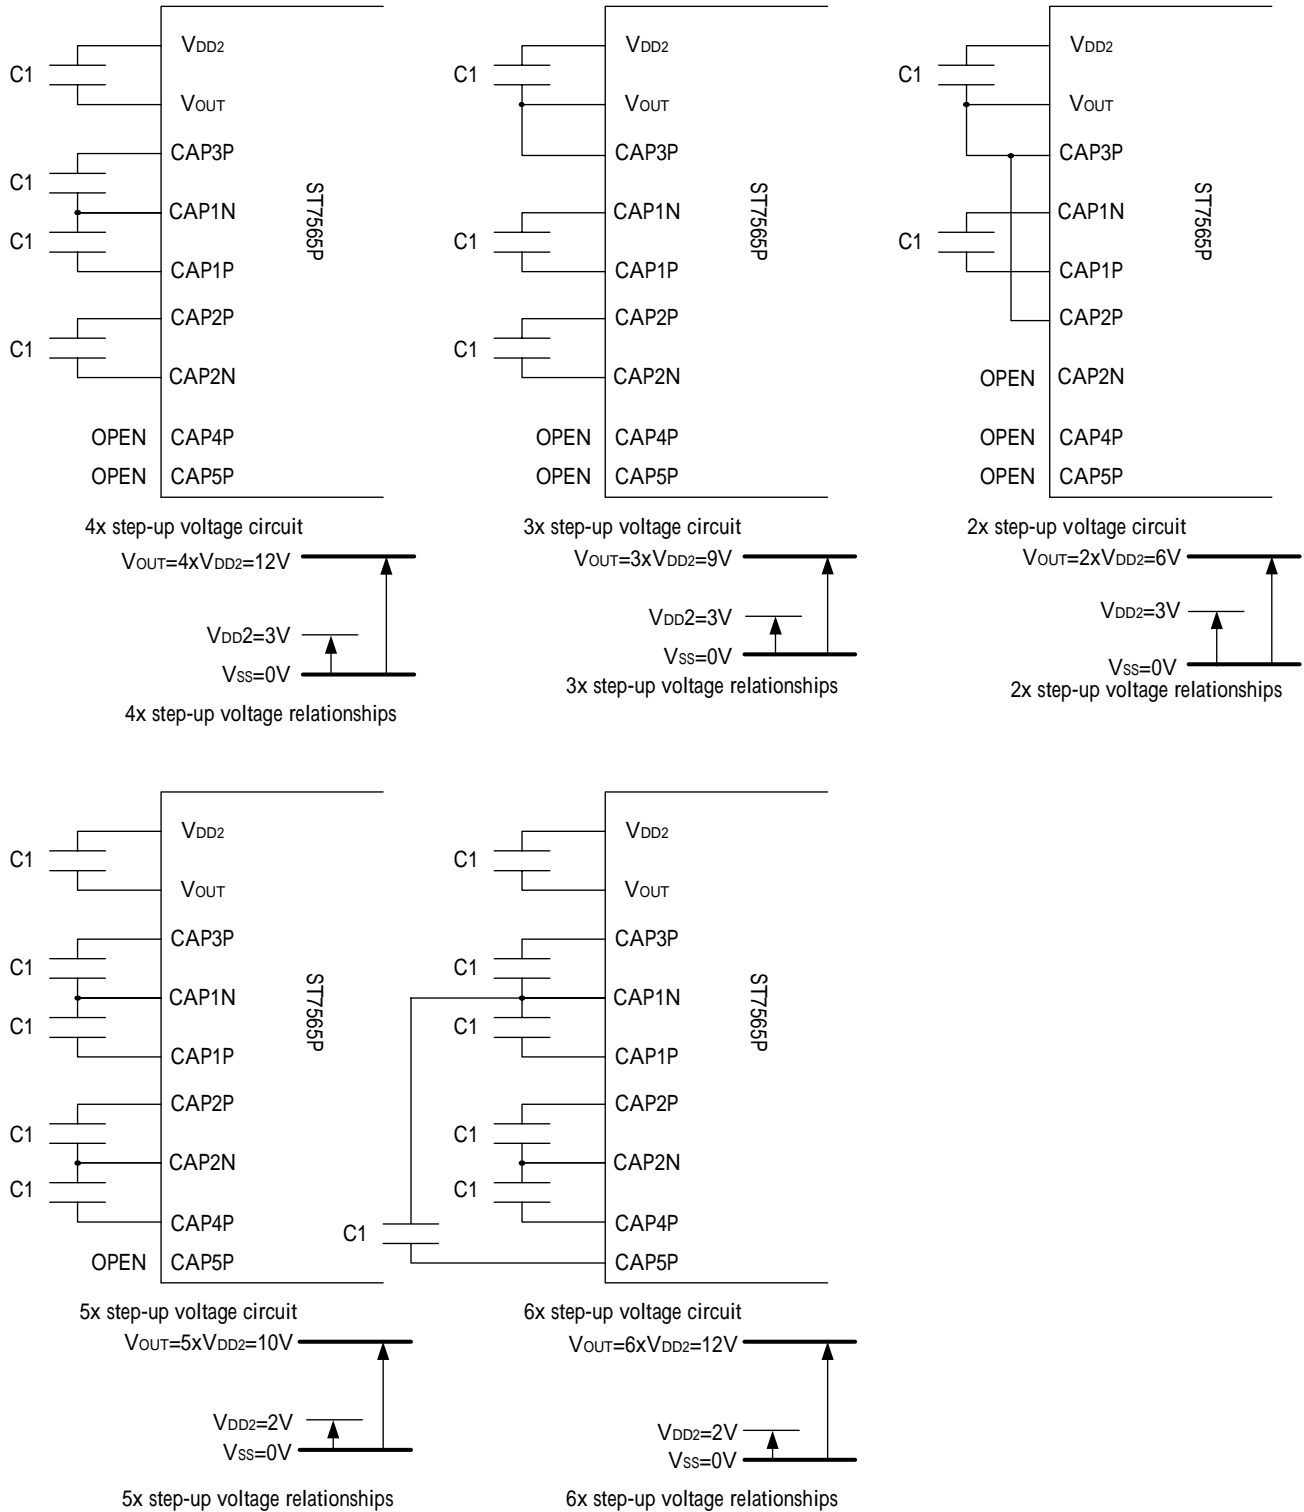 VDD2
C1
VOUT
CAP3P
C1
CAP1N
C1
CAP1P
CAP2P
C1
CAP2N
OPEN CAP4P
OPEN CAP5P
ST7565P
4x step-up voltage circuit
VOUT=4xVDD2=12V
VDD2=3V
VSS=0V
4x step-up voltage relationships
VDD2
C1
VOUT
CAP3P
CAP1N
C1
CAP1P
CAP2P
C1
CAP2N
OPEN CAP4P
OPEN CAP5P
ST7565P
3x step-up voltage circuit
VOUT=3xVDD2=9V
VDD2=3V
VSS=0V
3x step-up voltage relationships
VDD2
C1
VOUT
CAP3P
CAP1N
C1
CAP1P
CAP2P
OPEN CAP2N
OPEN CAP4P
OPEN CAP5P
ST7565P
2x step-up voltage circuit
VOUT=2xVDD2=6V
VDD2=3V
VSS=0V
2x step-up voltage relationships
VDD2
C1
VOUT
CAP3P
C1
CAP1N
C1
CAP1P
CAP2P
C1
CAP2N
C1
CAP4P
OPEN CAP5P
ST7565P
5x step-up voltage circuit
VOUT=5xVDD2=10V
VDD2=2V
VSS=0V
5x step-up voltage relationships
VDD2
C1
VOUT
CAP3P
C1
CAP1N
C1
CAP1P
CAP2P
C1
CAP2N
C1
CAP4P
C1
CAP5P
ST7565P
6x step-up voltage circuit
VOUT=6xVDD2=12V
VDD2=2V
VSS=0V
6x step-up voltage relationships